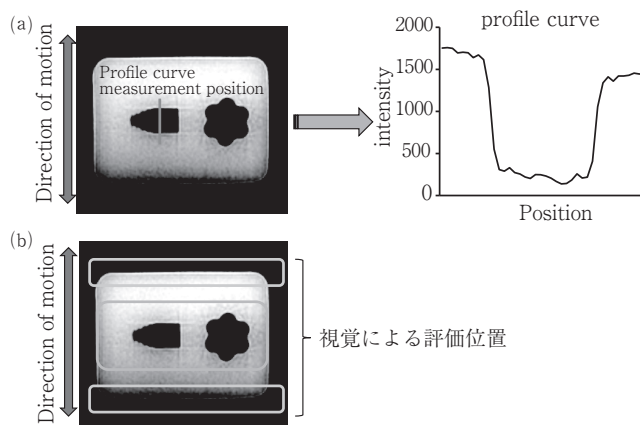 (a)
Direction of motion
Profile curve
measurement position
profile curve
intensity
2000
1500
1000
500
0
Position
(b)
Direction of motion
視覚による評価位置